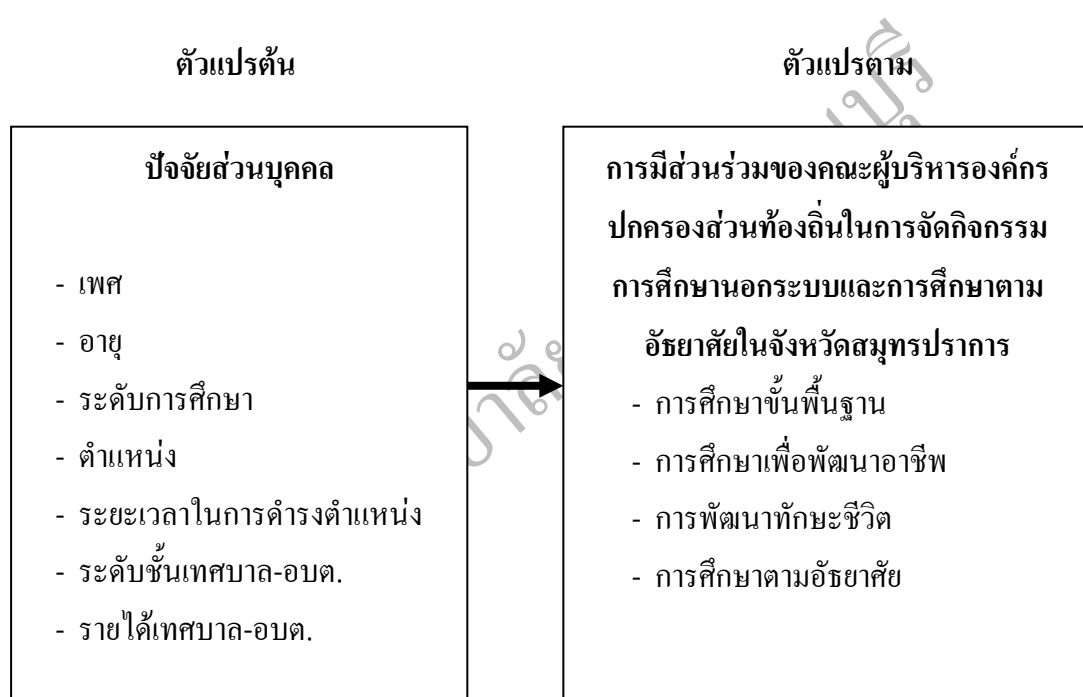 ตัวแปรต้น
ตัวแปรตาม
ปัจจัยส่วนบุคคล
- เพศ
- อายุ
- ระดับการศึกษา
- ตำแหน่ง
- ระยะเวลาในการดำรงตำแหน่ง
- ระดับชั้นเทศบาล-อบต.
- รายได้เทศบาล-อบต.
การมีส่วนร่วมของคณะผู้บริหารองค์กร
ปกครองส่วนท้องถิ่นในการจัดกิจกรรม
การศึกษานอกระบบและการศึกษาตาม
อัธยาศัยในจังหวัดสมุทรปราการ
- การศึกษาขั้นพื้นฐาน
- การศึกษาเพื่อพัฒนาอาชีพ
- การพัฒนาทักษะชีวิต
- การศึกษาตามอัธยาศัย